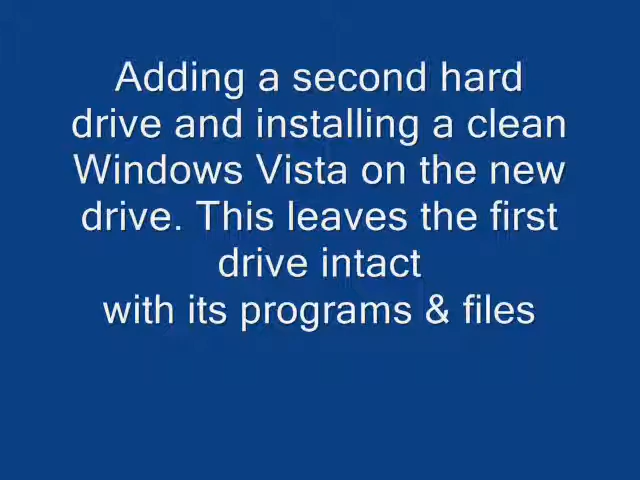 Adding a second hard
drive and installing a clean
Windows Vista on the new
drive. This leaves the first
drive intact
with its programs & files